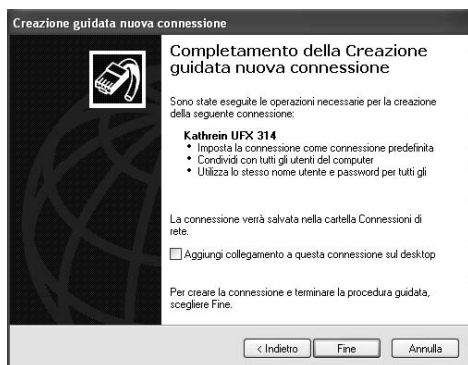 Creazione guidata nuova connessione
Completamento della Creazione
guidata nuova connessione
Sono state eseguite le operazioni necessarie per la creazione
della seguente connessione:
Kathrein UFX 314
• Imposta la connessione come connessione predefinita
• Condividi con tutti gli utenti del computer
• Utilizza lo stesso nome utente e password per tutti gli
La connessione verrà salvata nella cartella Connessioni di
rete.
Aggiungi collegamento a questa connessione sul desktop
Per creare la connessione e terminare la procedura guidata,
scegliere Fine.
< Indietro Fine Annulla